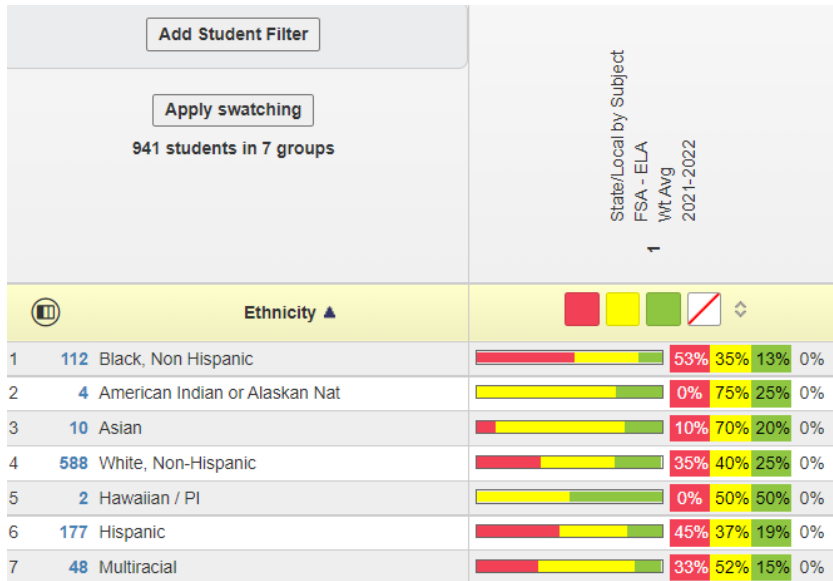 Add Student Filter
Apply swatching
941 students in 7 groups
State/Local by Subject
FSA - ELA
Wt Avg
2021-2022
1
Ethnicity ▲
1 112 Black, Non Hispanic 53% 35% 13% 0%
2 4 American Indian or Alaskan Nat 0% 75% 25% 0%
3 10 Asian 10% 70% 20% 0%
4 588 White, Non-Hispanic 35% 40% 25% 0%
5 2 Hawaiian / PI 0% 50% 50% 0%
6 177 Hispanic 45% 37% 19% 0%
7 48 Multiracial 33% 52% 15% 0%